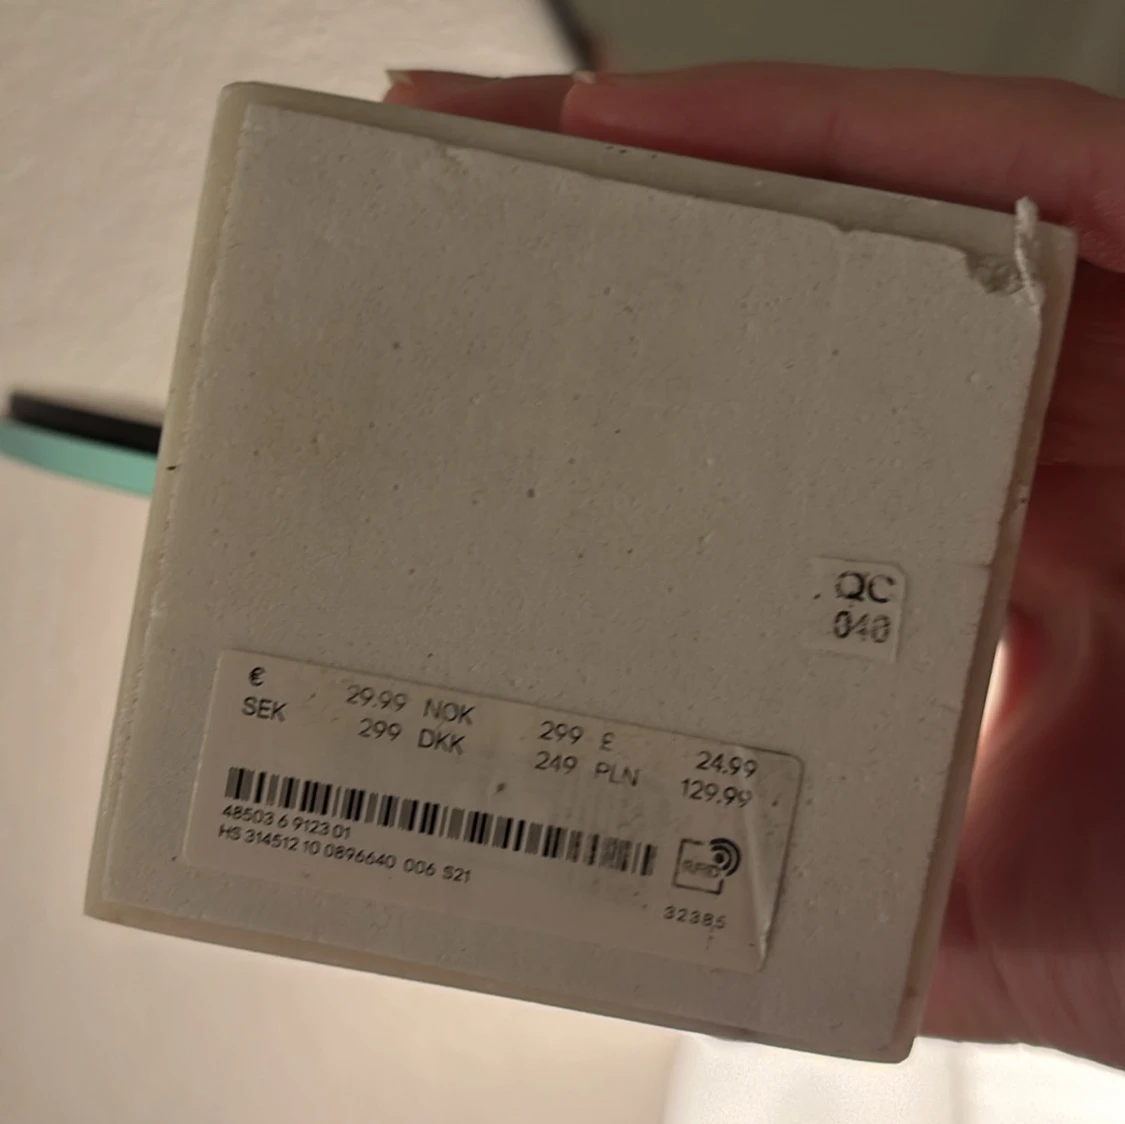 QC
040
€ 29.99 NOK 299 £ 24.99
SEK 299 DKK 249 PLN 129.99
48503 6 9123 01
HS 314512 10 0896640 006 S21
RFID
32385